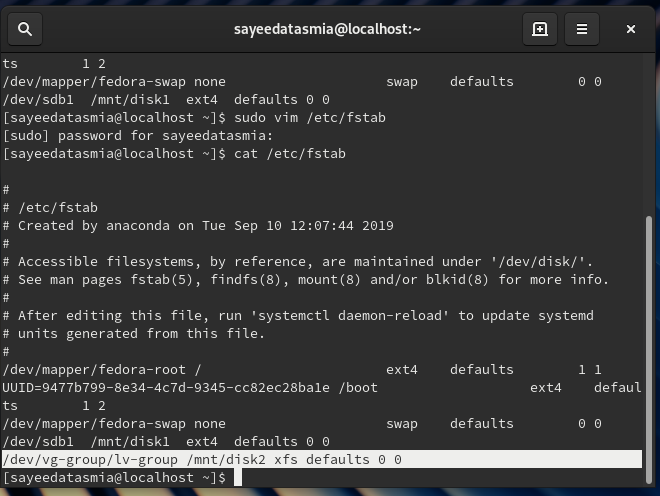 sayeedatasmia@localhost:~
ts        1 2
/dev/mapper/fedora-swap none                    swap    defaults        0 0
/dev/sdb1  /mnt/disk1  ext4  defaults 0 0
[sayeedatasmia@localhost ~]$ sudo vim /etc/fstab
[sudo] password for sayeedatasmia:
[sayeedatasmia@localhost ~]$ cat /etc/fstab
#
# /etc/fstab
# Created by anaconda on Tue Sep 10 12:07:44 2019
#
# Accessible filesystems, by reference, are maintained under '/dev/disk/'.
# See man pages fstab(5), findfs(8), mount(8) and/or blkid(8) for more info.
#
# After editing this file, run 'systemctl daemon-reload' to update systemd
# units generated from this file.
#
/dev/mapper/fedora-root /                       ext4    defaults        1 1
UUID=9477b799-8e34-4c7d-9345-cc82ec28ba1e /boot                         ext4    defaul
ts        1 2
/dev/mapper/fedora-swap none                    swap    defaults        0 0
/dev/sdb1  /mnt/disk1  ext4  defaults 0 0
/dev/vg-group/lv-group /mnt/disk2 xfs defaults 0 0
[sayeedatasmia@localhost ~]$